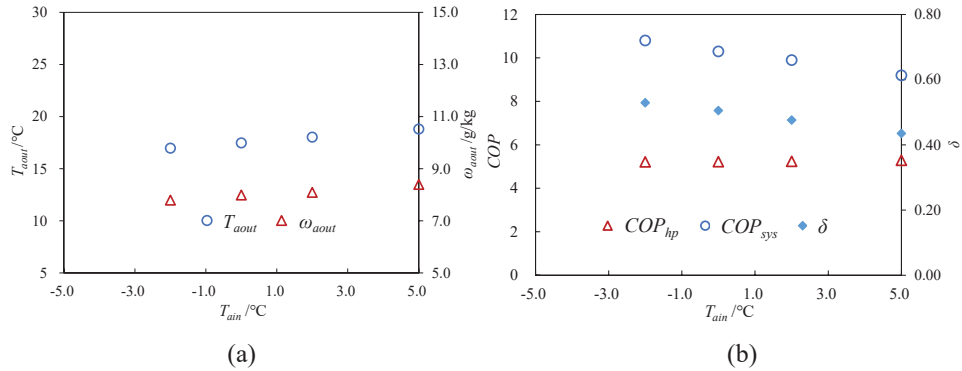 30
25
20
15
10
5
T_aout /°C
15.0
13.0
11.0
9.0
7.0
5.0
ω_aout /g/kg
T_aout ω_aout
-5.0 -3.0 -1.0 1.0 3.0 5.0
T_ain /°C
(a)
12
10
8
6
4
2
0
COP
0.80
0.60
0.40
0.20
0.00
δ
COP_hp COP_sys δ
-5.0 -3.0 -1.0 1.0 3.0 5.0
T_ain /°C
(b)